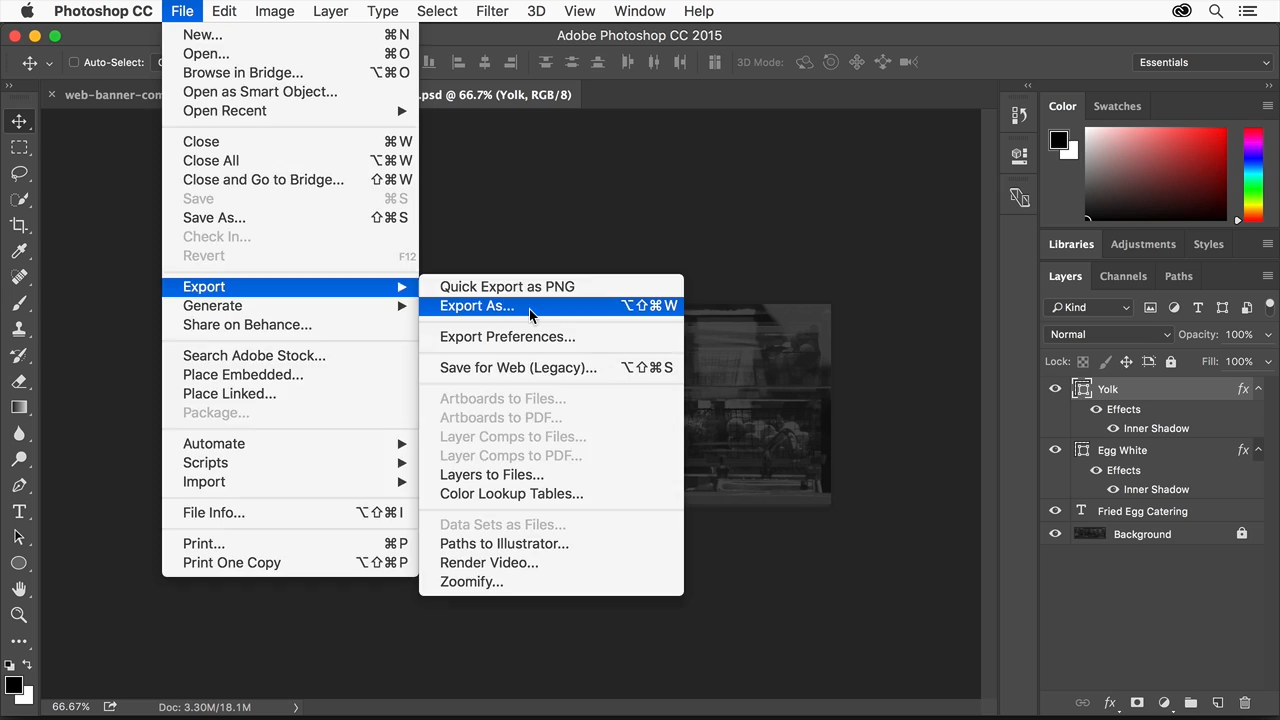 Photoshop CC File Edit Image Layer Type Select Filter 3D View Window Help
Adobe Photoshop CC 2015
Auto-Select:
3D Mode:
Essentials
web-banner-com
.psd @ 66.7% (Yolk, RGB/8)
New... ⌘N
Open... ⌘O
Browse in Bridge... ⌥⌘O
Open as Smart Object...
Open Recent
Close ⌘W
Close All ⌥⌘W
Close and Go to Bridge... ⇧⌘W
Save ⌘S
Save As... ⇧⌘S
Check In...
Revert F12
Export
Generate
Share on Behance...
Search Adobe Stock...
Place Embedded...
Place Linked...
Package...
Automate
Scripts
Import
File Info... ⌥⇧⌘I
Print... ⌘P
Print One Copy ⌥⇧⌘P
Quick Export as PNG
Export As... ⌥⇧⌘W
Export Preferences...
Save for Web (Legacy)... ⌥⇧⌘S
Artboards to Files...
Artboards to PDF...
Layer Comps to Files...
Layer Comps to PDF...
Layers to Files...
Color Lookup Tables...
Data Sets as Files...
Paths to Illustrator...
Render Video...
Zoomify...
Color Swatches
Libraries Adjustments Styles
Layers Channels Paths
Kind
Normal Opacity: 100%
Lock: Fill: 100%
Yolk fx
Effects
Inner Shadow
Egg White fx
Effects
Inner Shadow
T Fried Egg Catering
Background
fx
66.67% Doc: 3.30M/18.1M